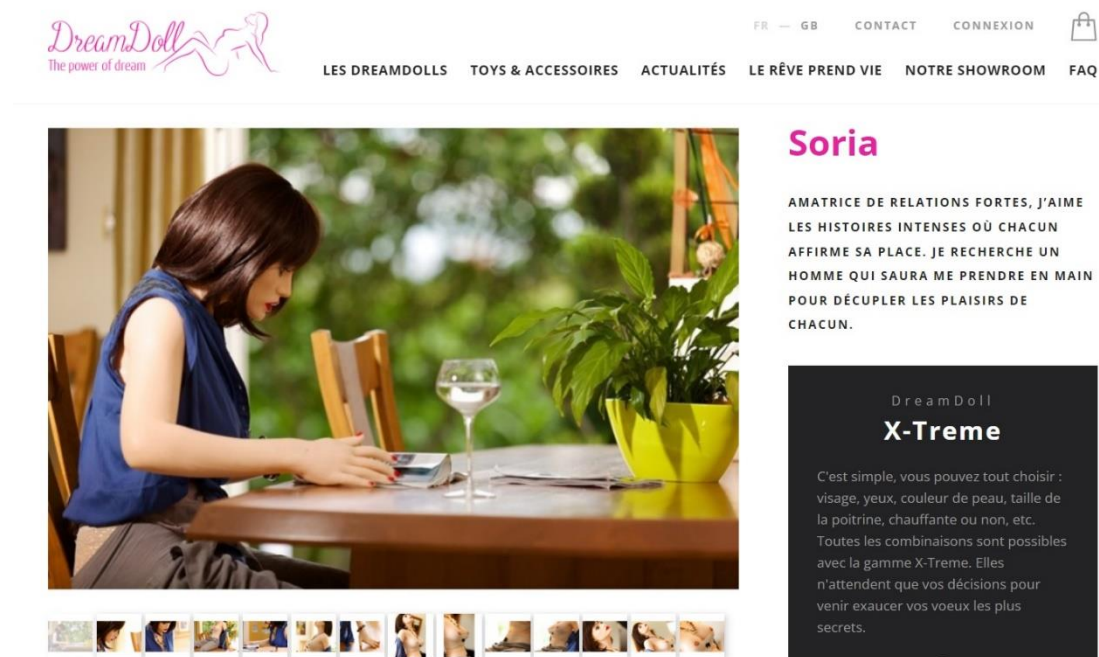 DreamDoll
The power of dream
FR — GB
CONTACT
CONNEXION
LES DREAMDOLLS
TOYS & ACCESSOIRES
ACTUALITÉS
LE RÊVE PREND VIE
NOTRE SHOWROOM
FAQ
Soria
AMATRICE DE RELATIONS FORTES, J'AIME
LES HISTOIRES INTENSES OÙ CHACUN
AFFIRME SA PLACE. JE RECHERCHE UN
HOMME QUI SAURA ME PRENDRE EN MAIN
POUR DÉCUPLER LES PLAISIRS DE
CHACUN.
DreamDoll
X-Treme
C'est simple, vous pouvez tout choisir :
visage, yeux, couleur de peau, taille de
la poitrine, chauffante ou non, etc.
Toutes les combinaisons sont possibles
avec la gamme X-Treme. Elles
n'attendent que vos décisions pour
venir exaucer vos voeux les plus
secrets.